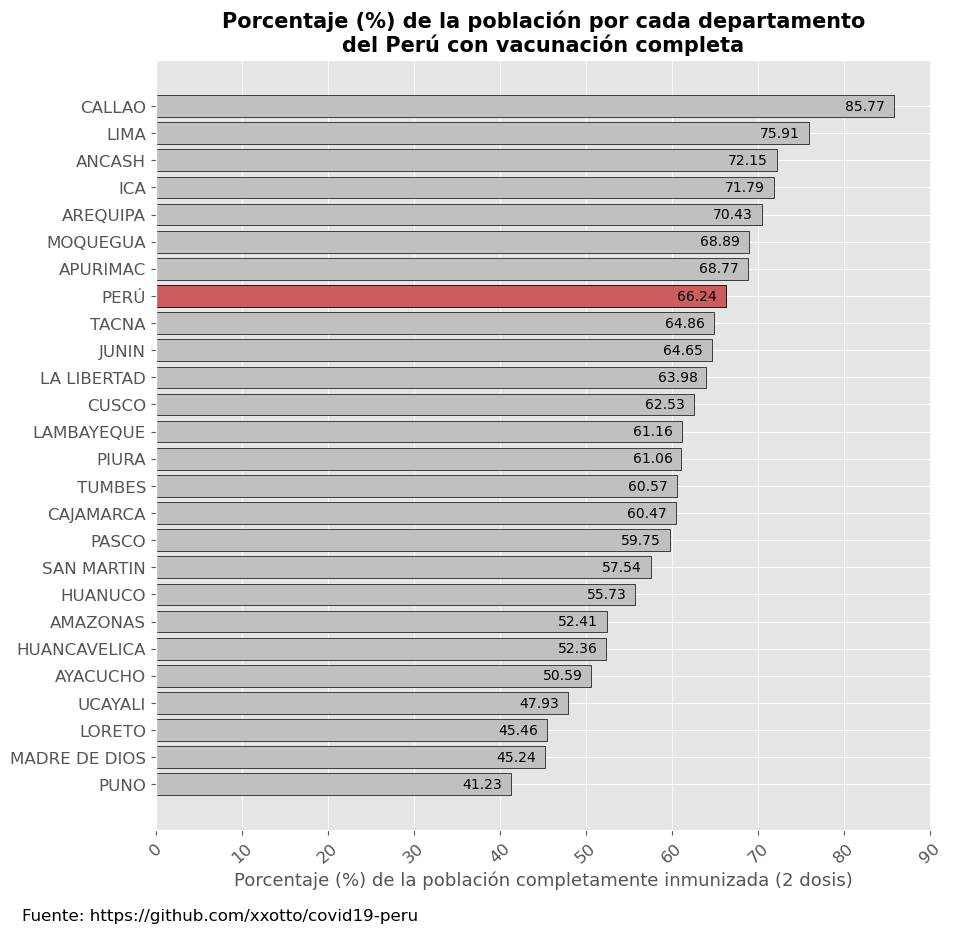 Porcentaje (%) de la población por cada departamento
del Perú con vacunación completa
CALLAO 85.77
LIMA 75.91
ANCASH 72.15
ICA 71.79
AREQUIPA 70.43
MOQUEGUA 68.89
APURIMAC 68.77
PERÚ 66.24
TACNA 64.86
JUNIN 64.65
LA LIBERTAD 63.98
CUSCO 62.53
LAMBAYEQUE 61.16
PIURA 61.06
TUMBES 60.57
CAJAMARCA 60.47
PASCO 59.75
SAN MARTIN 57.54
HUANUCO 55.73
AMAZONAS 52.41
HUANCAVELICA 52.36
AYACUCHO 50.59
UCAYALI 47.93
LORETO 45.46
MADRE DE DIOS 45.24
PUNO 41.23
0 10 20 30 40 50 60 70 80 90
Porcentaje (%) de la población completamente inmunizada (2 dosis)
Fuente: https://github.com/xxotto/covid19-peru